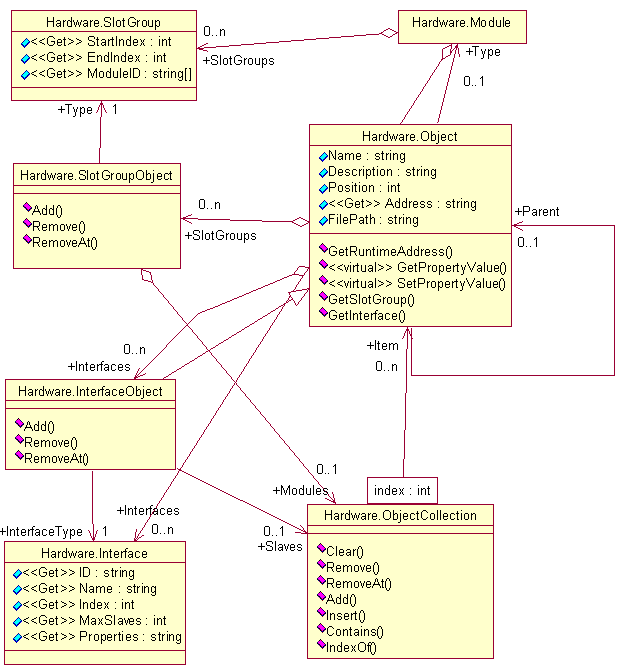 Hardware.SlotGroup
<<Get>> StartIndex : int
<<Get>> EndIndex : int
<<Get>> ModuleID : string[]
0..n
+SlotGroups
Hardware.Module
+Type
0..1
+Type
1
Hardware.Object
Name : string
Description : string
Position : int
<<Get>> Address : string
FilePath : string
GetRuntimeAddress()
<<virtual>> GetPropertyValue()
<<virtual>> SetPropertyValue()
GetSlotGroup()
GetInterface()
Hardware.SlotGroupObject
Add()
Remove()
RemoveAt()
0..n
+SlotGroups
+Parent
0..1
+Item
0..n
0..n
+Interfaces
Hardware.InterfaceObject
Add()
Remove()
RemoveAt()
0..1
+Modules
index : int
+Interfaces
0..n
+InterfaceType
1
0..1
+Slaves
Hardware.ObjectCollection
Clear()
Remove()
RemoveAt()
Add()
Insert()
Contains()
IndexOf()
Hardware.Interface
<<Get>> ID : string
<<Get>> Name : string
<<Get>> Index : int
<<Get>> MaxSlaves : int
<<Get>> Properties : string